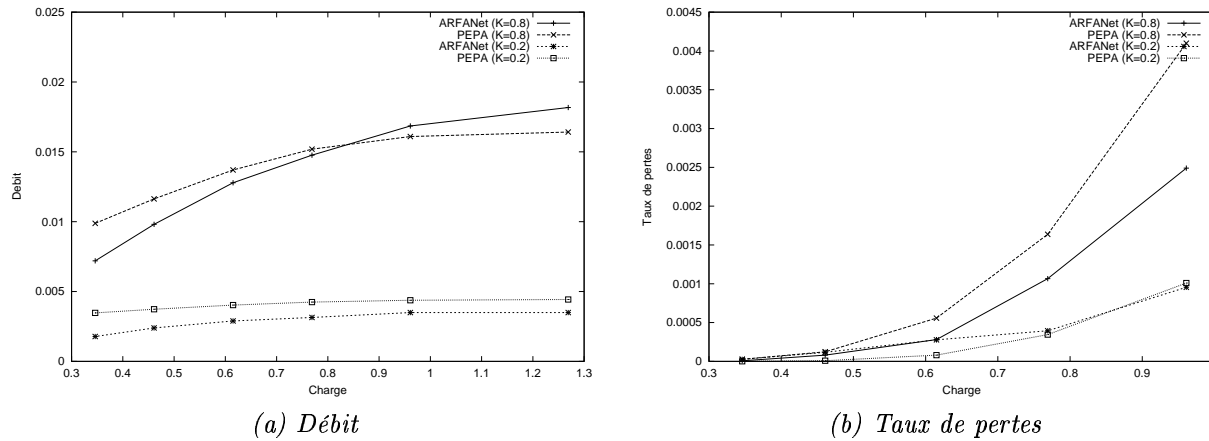 0.025
0.02
0.015
0.01
0.005
0
0.3 0.4 0.5 0.6 0.7 0.8 0.9 1 1.1 1.2 1.3
Debit
Charge
ARFANet (K=0.8)
PEPA (K=0.8)
ARFANet (K=0.2)
PEPA (K=0.2)
(a) Débit
0.0045
0.004
0.0035
0.003
0.0025
0.002
0.0015
0.001
0.0005
0
0.3 0.4 0.5 0.6 0.7 0.8 0.9
Taux de pertes
Charge
ARFANet (K=0.8)
PEPA (K=0.8)
ARFANet (K=0.2)
PEPA (K=0.2)
(b) Taux de pertes